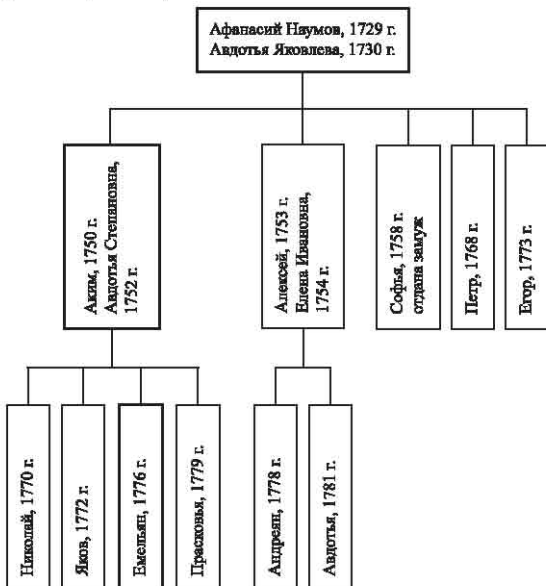 Афанасий Наумов, 1729 г.
Авдотья Яковлева, 1730 г.
Аким, 1750 г.
Авдотья Степановна,
1752 г.
Алексей, 1753 г.
Елена Ивановна,
1754 г.
Софья, 1758 г.
отдана замуж
Петр, 1768 г.
Егор, 1773 г.
Николай, 1770 г.
Яков, 1772 г.
Емельян, 1776 г.
Прасковья, 1779 г.
Андреян, 1778 г.
Авдотья, 1781 г.